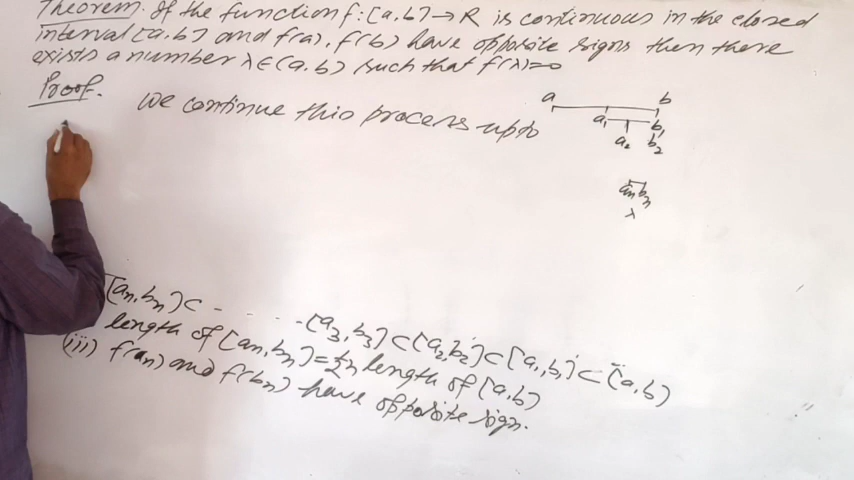 Theorem. If the function f: [a,b] → R is continuous in the closed
interval [a,b] and f(a), f(b) have opposite signs then there
exists a number λ∈(a,b) such that f(λ)=0
Proof.
We continue this process upto
a b
a₁ b₁
a₂ b₂
aₙ bₙ
λ
[aₙ,bₙ] ⊂ - - - - [a₃,b₃] ⊂ [a₂,b₂] ⊂ [a₁,b₁] ⊂ [a,b]
length of [aₙ,bₙ] = 1/2ⁿ length of [a,b]
(iii) f(aₙ) and f(bₙ) have opposite sign.